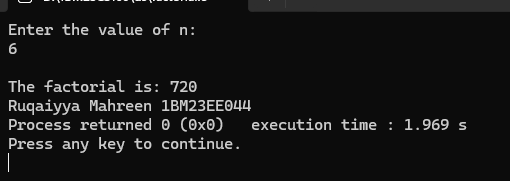 Enter the value of n:
6
The factorial is: 720
Ruqaiyya Mahreen 1BM23EE044
Process returned 0 (0x0)   execution time : 1.969 s
Press any key to continue.